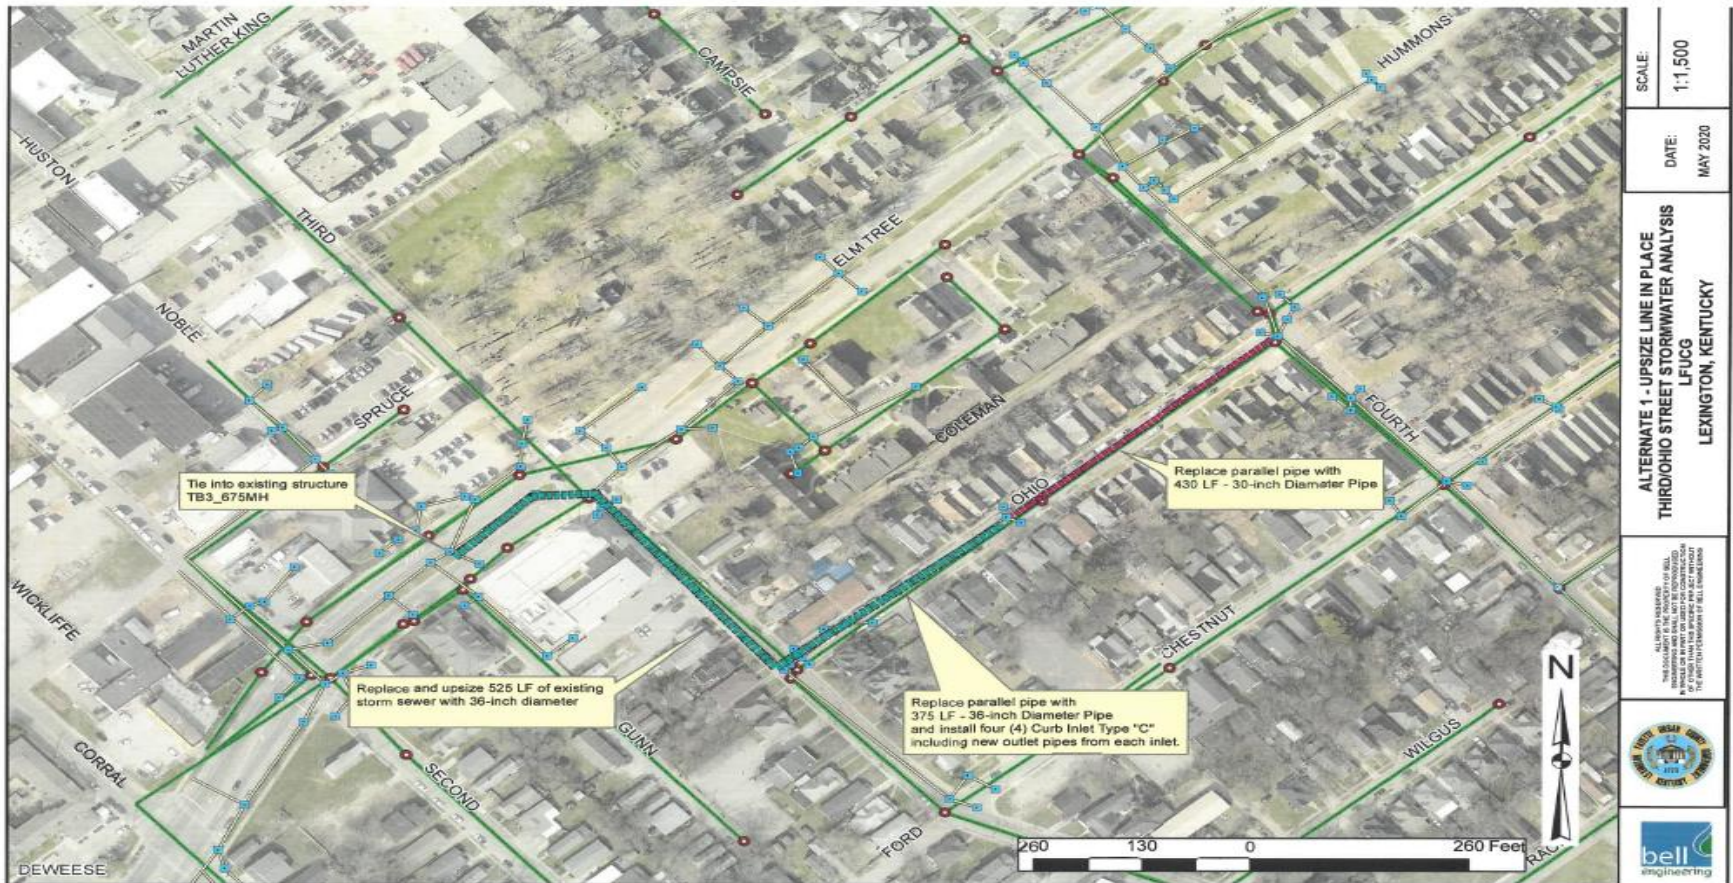 MARTIN
LUTHER KING
CAMPSIE
HUMMONS
HUSTON
THIRD
ELM TREE
NOBLE
SPRUCE
COLEMAN
FOURTH
OHIO
Tie into existing structure
TB3_675MH
Replace parallel pipe with
430 LF - 30-inch Diameter Pipe
WICKLIFFE
CHESTNUT
Replace and upsize 525 LF of existing
storm sewer with 36-inch diameter
Replace parallel pipe with
375 LF - 36-inch Diameter Pipe
and install four (4) Curb Inlet Type "C"
including new outlet pipes from each inlet.
GUNN
WILGUS
CORRAL
SECOND
FORD
DEWEESE
N
260 130 0 260 Feet
SCALE:
1:1,500
DATE:
MAY 2020
ALTERNATE 1 - UPSIZE LINE IN PLACE
THIRD/OHIO STREET STORMWATER ANALYSIS
LFUCG
LEXINGTON, KENTUCKY
bell
engineering